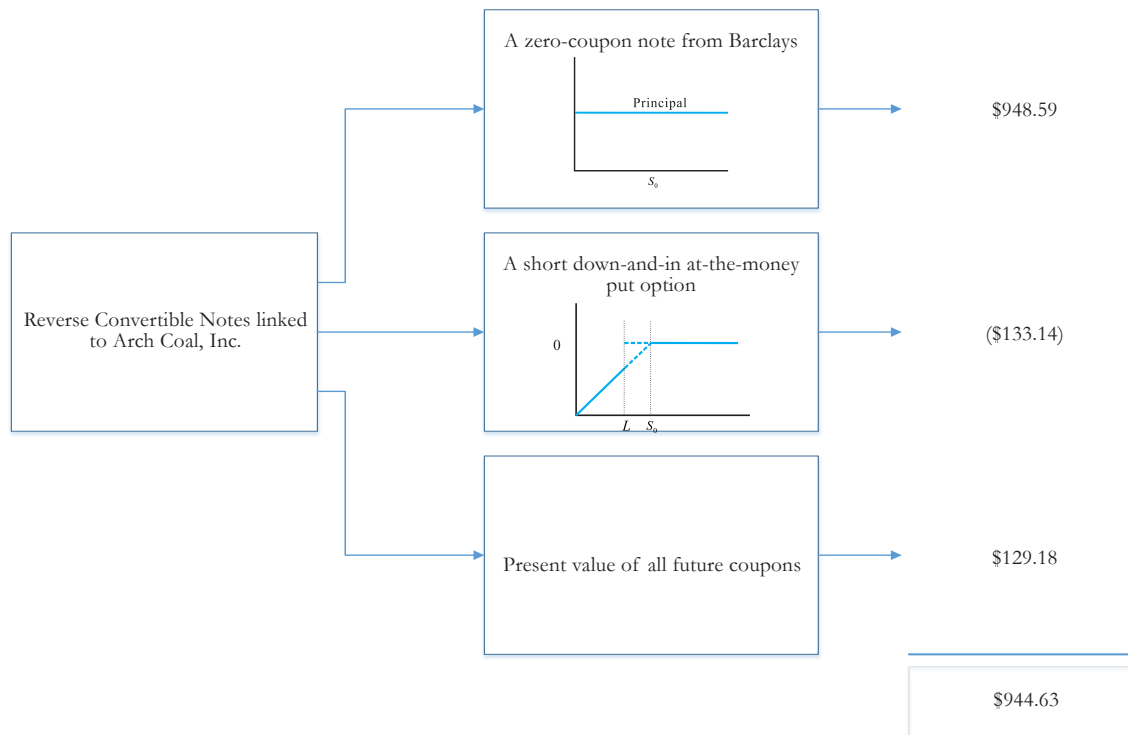 A zero-coupon note from Barclays
Principal
S₀
$948.59
Reverse Convertible Notes linked
to Arch Coal, Inc.
A short down-and-in at-the-money
put option
0
L S₀
($133.14)
Present value of all future coupons
$129.18
$944.63